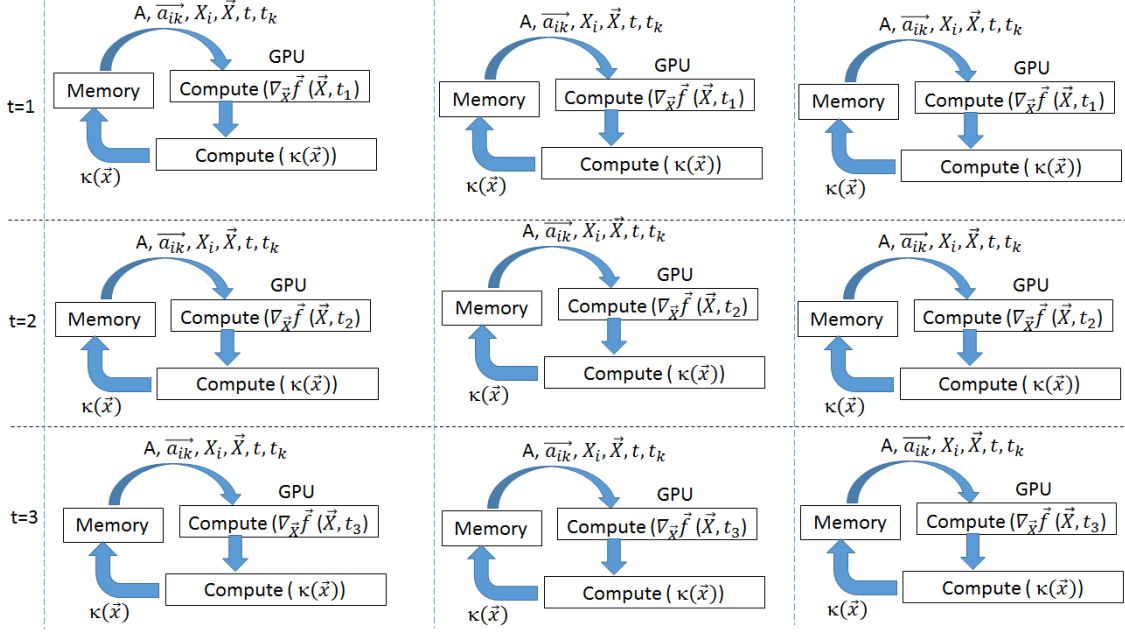 A, $\overrightarrow{a_{ik}}, X_i, \vec{X}, t, t_k$
A, $\overrightarrow{a_{ik}}, X_i, \vec{X}, t, t_k$
A, $\overrightarrow{a_{ik}}, X_i, \vec{X}, t, t_k$
GPU
GPU
GPU
t=1
Memory
Compute ($\nabla_{\vec{X}} \vec{f}$ ($\vec{X}, t_1$)
Memory
Compute ($\nabla_{\vec{X}} \vec{f}$ ($\vec{X}, t_1$)
Memory
Compute ($\nabla_{\vec{X}} \vec{f}$ ($\vec{X}, t_1$)
Compute ( κ($\vec{x}$))
Compute ( κ($\vec{x}$))
Compute ( κ($\vec{x}$))
κ($\vec{x}$)
κ($\vec{x}$)
κ($\vec{x}$)
A, $\overrightarrow{a_{ik}}, X_i, \vec{X}, t, t_k$
A, $\overrightarrow{a_{ik}}, X_i, \vec{X}, t, t_k$
A, $\overrightarrow{a_{ik}}, X_i, \vec{X}, t, t_k$
GPU
GPU
GPU
t=2
Memory
Compute ($\nabla_{\vec{X}} \vec{f}$ ($\vec{X}, t_2$)
Memory
Compute ($\nabla_{\vec{X}} \vec{f}$ ($\vec{X}, t_2$)
Memory
Compute ($\nabla_{\vec{X}} \vec{f}$ ($\vec{X}, t_2$)
Compute ( κ($\vec{x}$))
Compute ( κ($\vec{x}$))
Compute ( κ($\vec{x}$))
κ($\vec{x}$)
κ($\vec{x}$)
κ($\vec{x}$)
A, $\overrightarrow{a_{ik}}, X_i, \vec{X}, t, t_k$
A, $\overrightarrow{a_{ik}}, X_i, \vec{X}, t, t_k$
A, $\overrightarrow{a_{ik}}, X_i, \vec{X}, t, t_k$
GPU
GPU
GPU
t=3
Memory
Compute ($\nabla_{\vec{X}} \vec{f}$ ($\vec{X}, t_3$)
Memory
Compute ($\nabla_{\vec{X}} \vec{f}$ ($\vec{X}, t_3$)
Memory
Compute ($\nabla_{\vec{X}} \vec{f}$ ($\vec{X}, t_3$)
Compute ( κ($\vec{x}$))
Compute ( κ($\vec{x}$))
Compute ( κ($\vec{x}$))
κ($\vec{x}$)
κ($\vec{x}$)
κ($\vec{x}$)